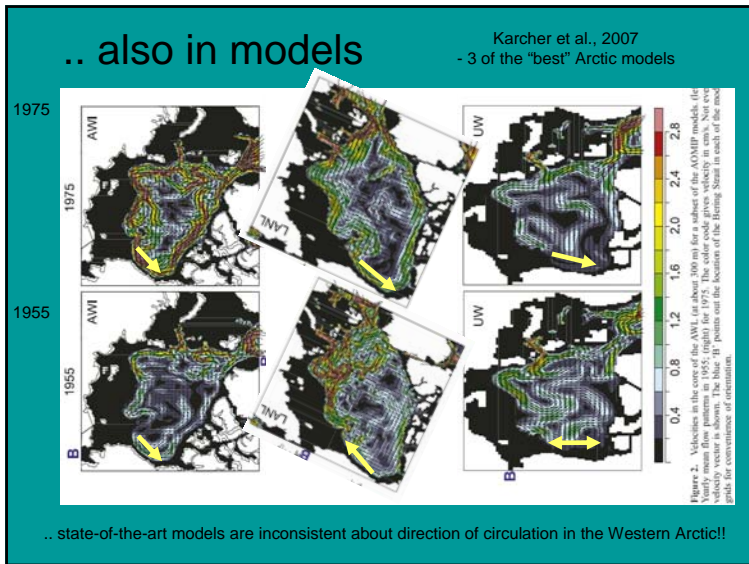 .. also in models
Karcher et al., 2007
- 3 of the “best” Arctic models
1975
1955
1975
AWI
LANL
UW
1955
AWI
LANL
UW
B
B
B
0.4
0.8
1.2
1.6
2.0
2.4
2.8
Figure 2. Velocities in the core of the AWL (at about 300 m) for a subset of the AOMIP models. (le
Yearly mean flow patterns in 1955; (right) for 1975. The color code gives velocity in cm/s. Not eve
velocity vector is shown. The blue ‘B’ points out the location of the Bering Strait in each of the mod
grids for convenience of orientation.
.. state-of-the-art models are inconsistent about direction of circulation in the Western Arctic!!